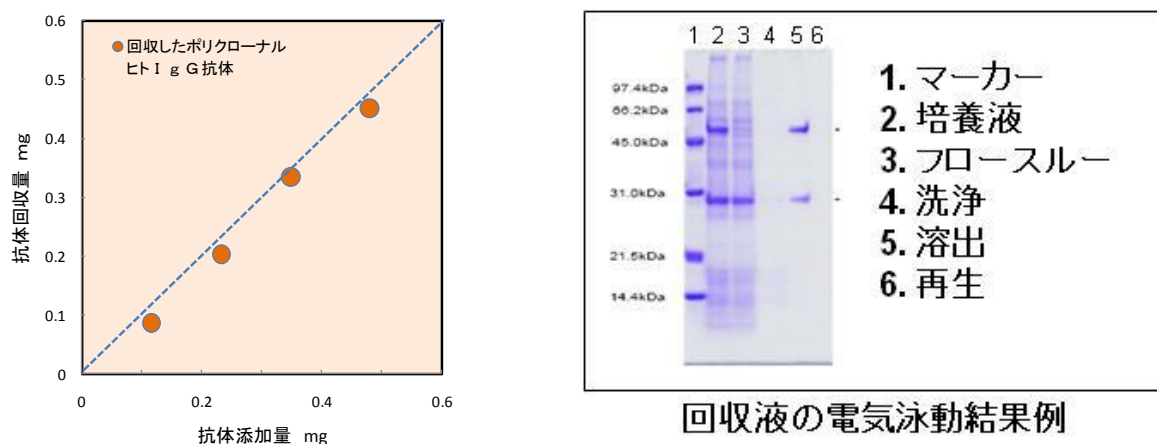 0.6
0.5
0.4
0.3
0.2
0.1
0
0
0.2
0.4
0.6
回収したポリクローナル
ヒトＩｇＧ抗体
抗体回収量 mg
抗体添加量 mg
1 2 3 4 5 6
97.4kDa
66.2kDa
45.0kDa
31.0kDa
21.5kDa
14.4kDa
1. マーカー
2. 培養液
3. フロースルー
4. 洗浄
5. 溶出
6. 再生
回収液の電気泳動結果例